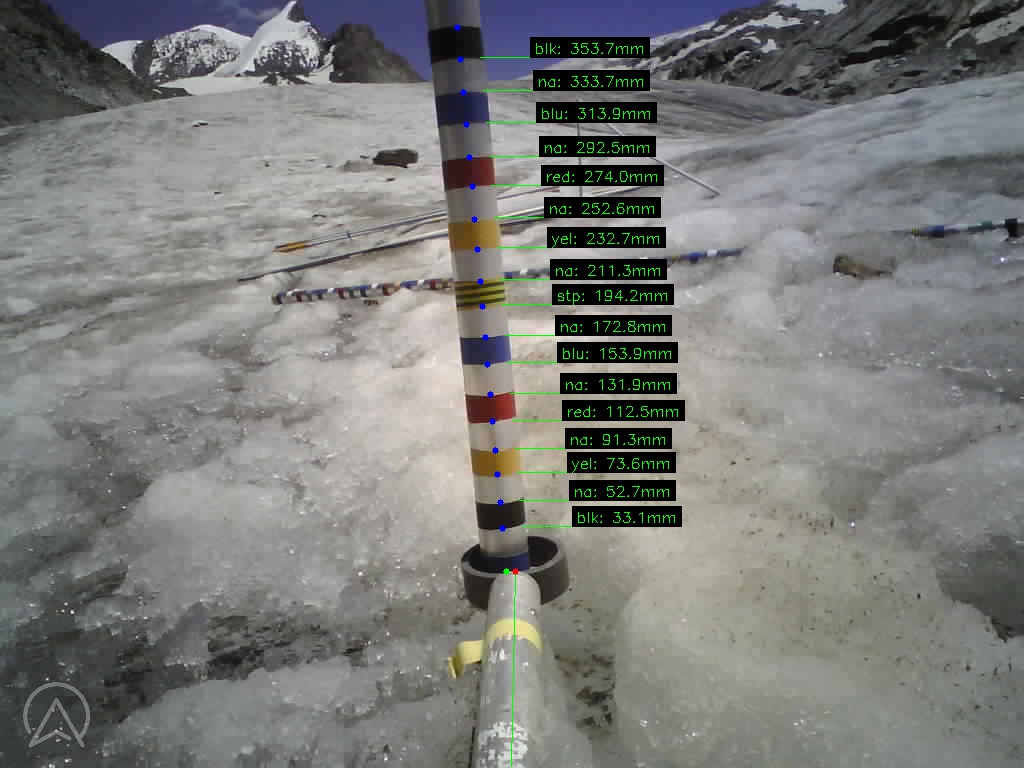 blk: 353.7mm
na: 333.7mm
blu: 313.9mm
na: 292.5mm
red: 274.0mm
na: 252.6mm
yel: 232.7mm
na: 211.3mm
stp: 194.2mm
na: 172.8mm
blu: 153.9mm
na: 131.9mm
red: 112.5mm
na: 91.3mm
yel: 73.6mm
na: 52.7mm
blk: 33.1mm